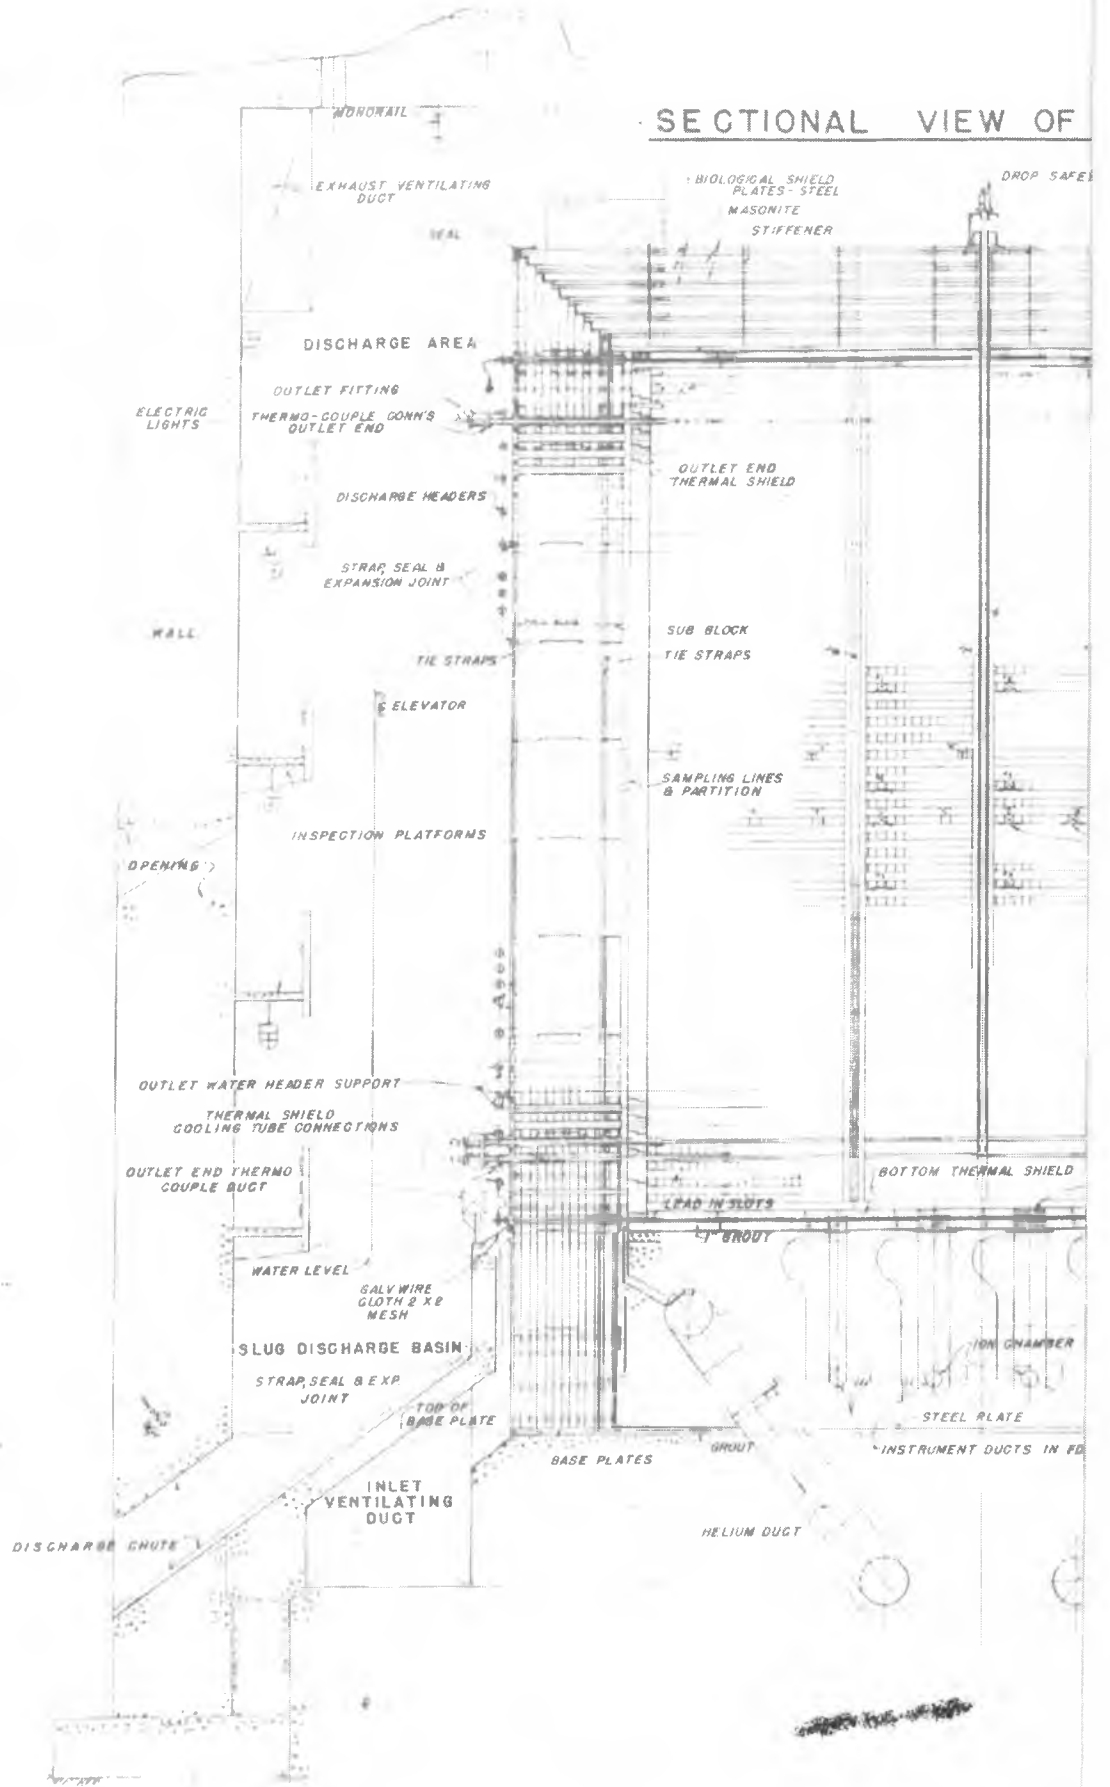 SECTIONAL VIEW OF
MONORAIL
EXHAUST VENTILATING
DUCT
BIOLOGICAL SHIELD
PLATES - STEEL
MASONITE
STIFFENER
DROP SAFE
SEAL
DISCHARGE AREA
OUTLET FITTING
ELECTRIC
LIGHTS
THERMO-COUPLE CONN'S
OUTLET END
OUTLET END
THERMAL SHIELD
DISCHARGE HEADERS
STRAP, SEAL &
EXPANSION JOINT
WALL
SUB BLOCK
TIE STRAPS
TIE STRAPS
ELEVATOR
SAMPLING LINES
& PARTITION
INSPECTION PLATFORMS
OPENING
OUTLET WATER HEADER SUPPORT
THERMAL SHIELD
COOLING TUBE CONNECTIONS
OUTLET END THERMO
COUPLE DUCT
BOTTOM THERMAL SHIELD
LEAD IN SLOTS
1" GROUT
WATER LEVEL
GALV WIRE
CLOTH 2 X 2
MESH
SLUG DISCHARGE BASIN
ION CHAMBER
STRAP, SEAL & EXP.
JOINT
TOP OF
BASE PLATE
STEEL PLATE
BASE PLATES
GROUT
INSTRUMENT DUCTS IN FD
INLET
VENTILATING
DUCT
HELIUM DUCT
DISCHARGE CHUTE